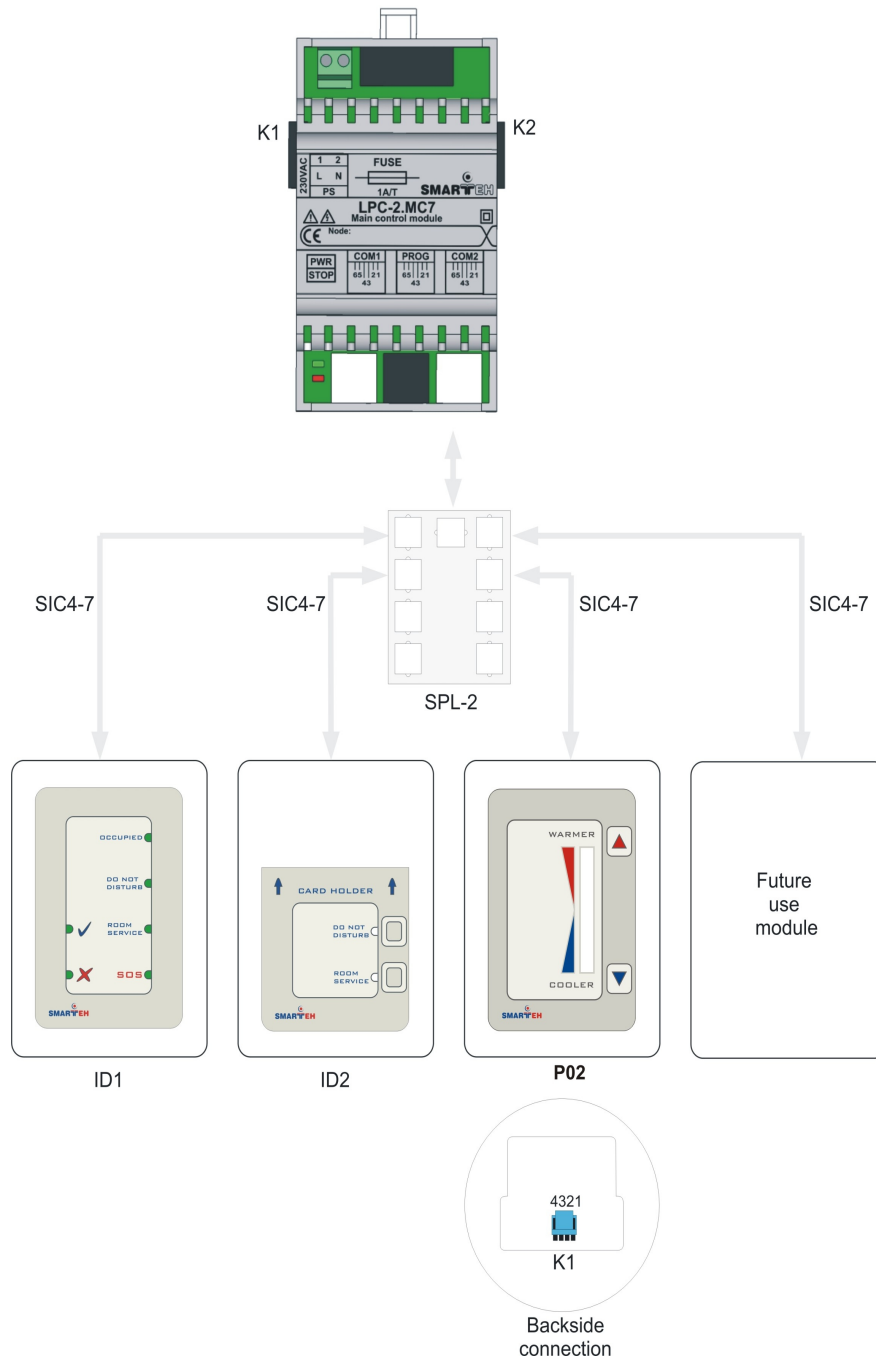 K1
K2
230VAC
1 2
L N
PS
FUSE
1A/T
SMARTEH
LPC-2.MC7
Main control module
CE Node:
PWR
STOP
COM1
65 21
43
PROG
65 21
43
COM2
65 21
43
SIC4-7
SIC4-7
SIC4-7
SIC4-7
SPL-2
OCCUPIED
DO NOT
DISTURB
ROOM
SERVICE
SOS
SMARTEH
ID1
CARD HOLDER
DO NOT
DISTURB
ROOM
SERVICE
SMARTEH
ID2
WARMER
COOLER
SMARTEH
P02
Future
use
module
4321
K1
Backside
connection